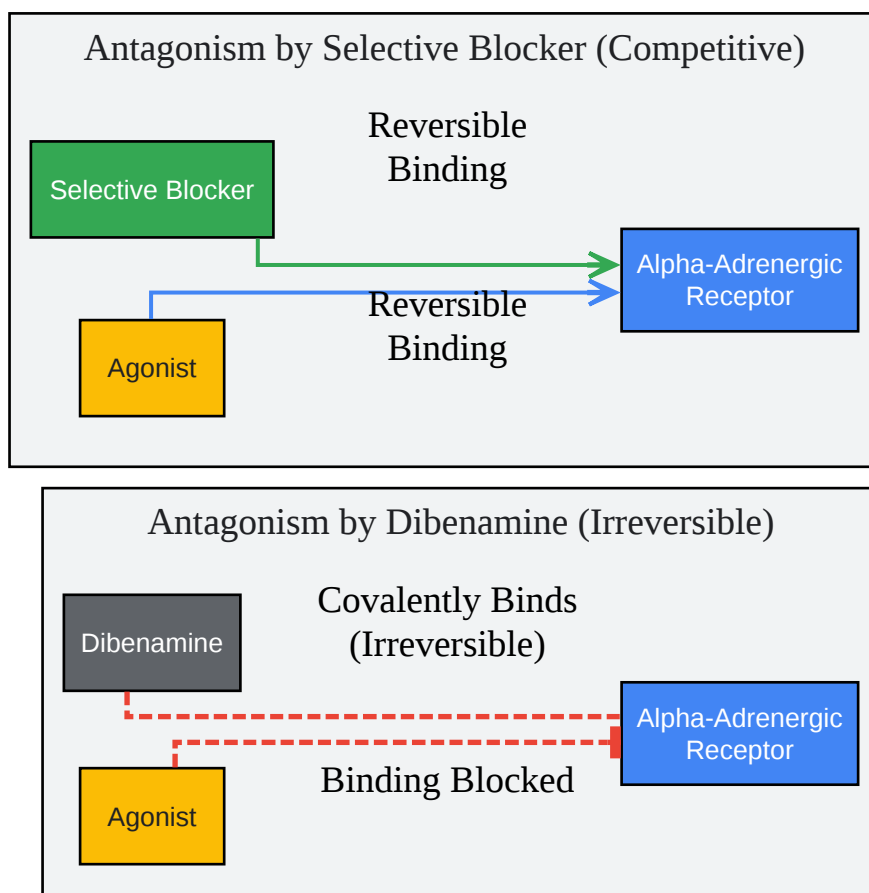 Antagonism by Selective Blocker (Competitive)
Reversible
Binding
Selective Blocker
Alpha-Adrenergic
Receptor
Reversible
Binding
Agonist
Antagonism by Dibenamine (Irreversible)
Covalently Binds
(Irreversible)
Dibenamine
Alpha-Adrenergic
Receptor
Binding Blocked
Agonist